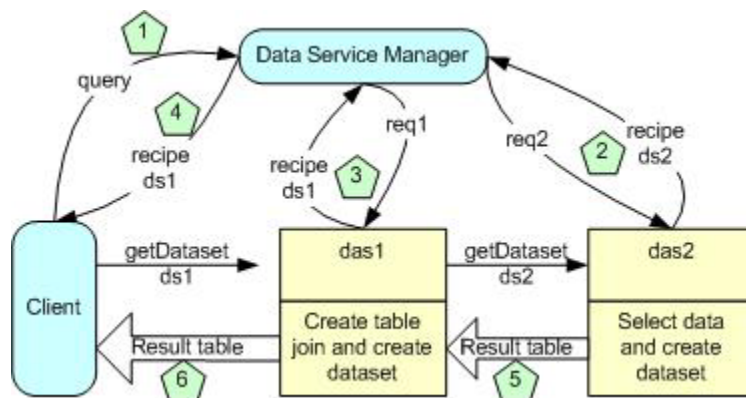 1
Data Service Manager
query
4
req1
recipe
ds1
recipe
ds1
3
req2
2
recipe
ds2
Client
getDataset
ds1
das1
getDataset
ds2
das2
Result table
6
Create table
join and create
dataset
Result table
5
Select data
and create
dataset